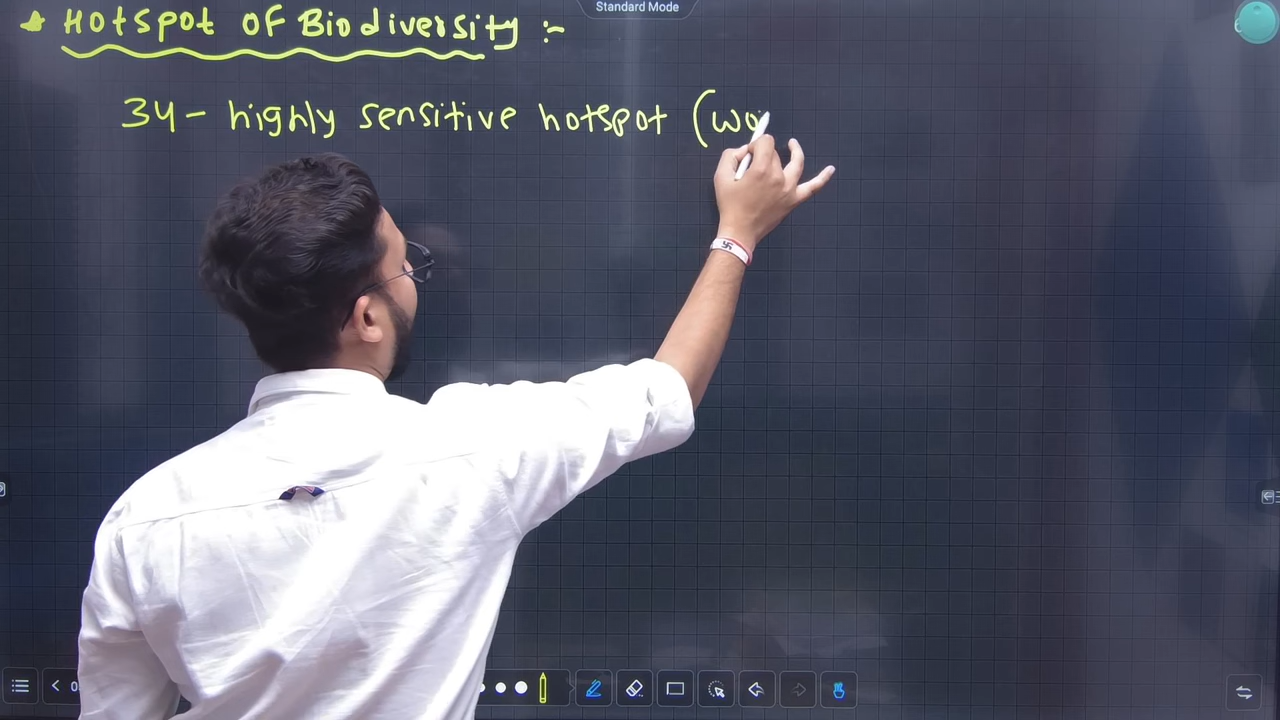 Standard Mode
★ Hotspot of Biodiversity :-
34 - highly sensitive hotspot (wo